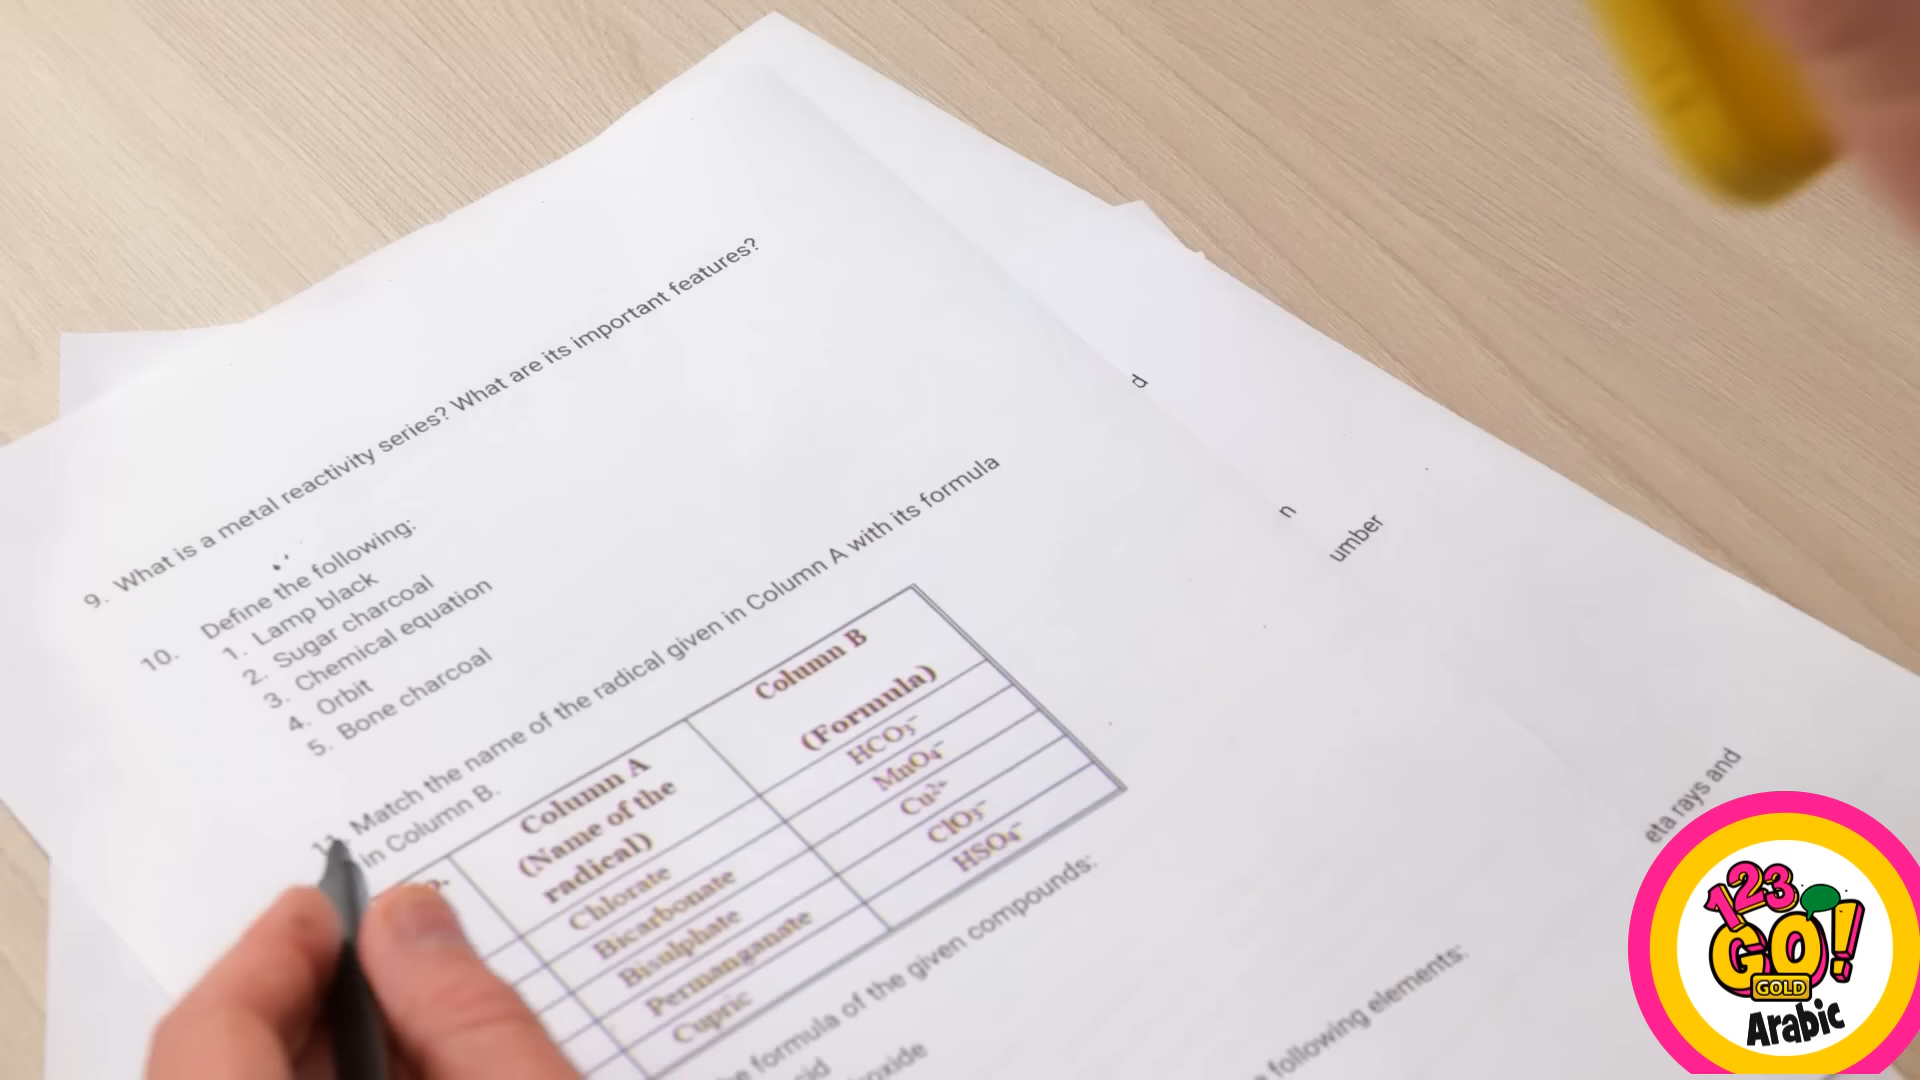 9. What is a metal reactivity series? What are its important features?
10. Define the following:
1. Lamp black
2. Sugar charcoal
3. Chemical equation
4. Orbit
5. Bone charcoal
Match the name of the radical given in Column A with its formula
in Column B.
Column A
(Name of the
radical)
Column B
(Formula)
Chlorate
HCO₃⁻
Bicarbonate
MnO₄⁻
Bisulphate
Cu²⁺
Permanganate
ClO₃⁻
Cupric
HSO₄⁻
formula of the given compounds:
following elements:
d
n
umber
eta rays and
123
GO!
GOLD
Arabic